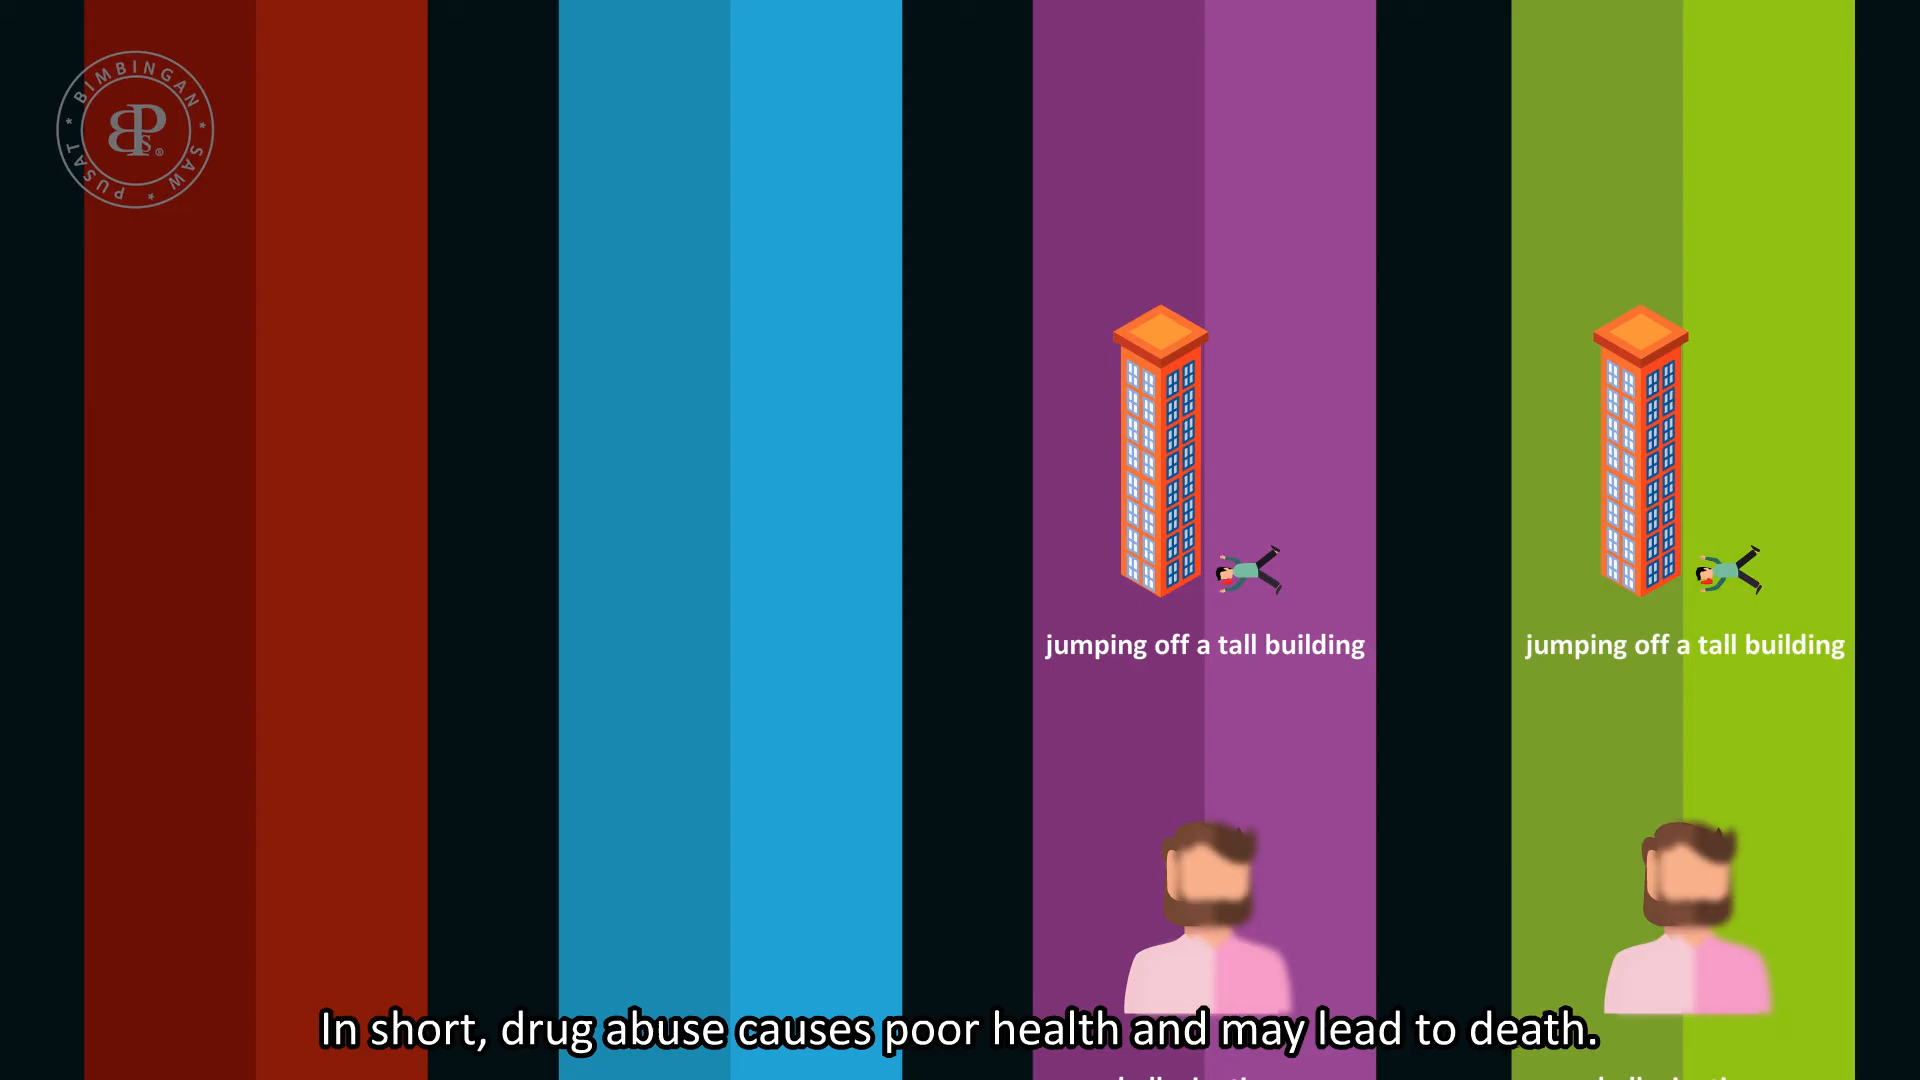 PUSAT * BIMBINGAN * SAW *
BPs®
jumping off a tall building
jumping off a tall building
In short, drug abuse causes poor health and may lead to death.